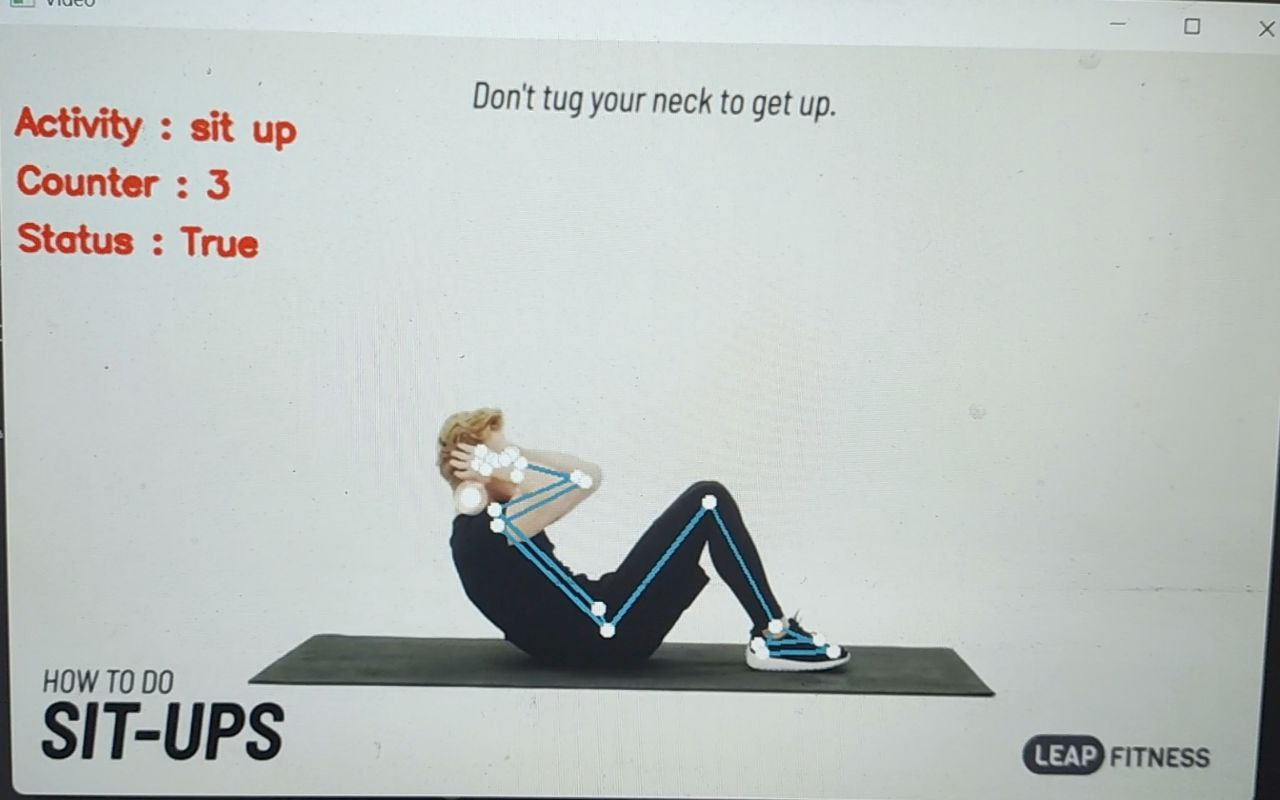 Video
Don't tug your neck to get up.
Activity : sit up
Counter : 3
Status : True
HOW TO DO
SIT-UPS
LEAP FITNESS